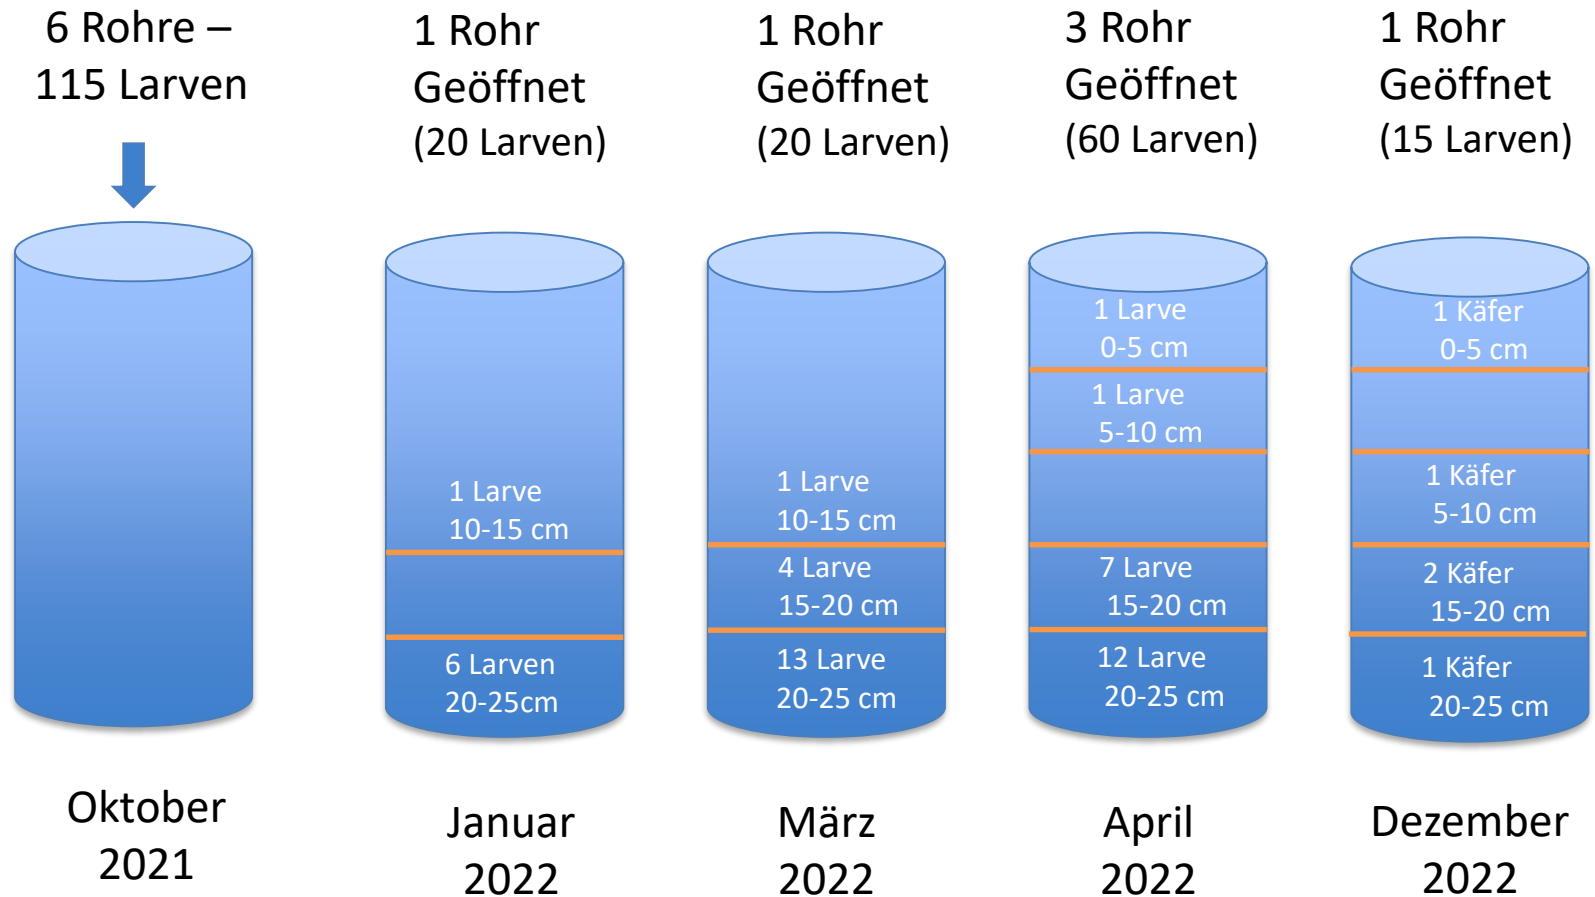 6 Rohre –
115 Larven
1 Rohr
Geöffnet
(20 Larven)
1 Rohr
Geöffnet
(20 Larven)
3 Rohr
Geöffnet
(60 Larven)
1 Rohr
Geöffnet
(15 Larven)
1 Larve
10-15 cm
6 Larven
20-25cm
1 Larve
10-15 cm
4 Larve
15-20 cm
13 Larve
20-25 cm
1 Larve
0-5 cm
1 Larve
5-10 cm
7 Larve
15-20 cm
12 Larve
20-25 cm
1 Käfer
0-5 cm
1 Käfer
5-10 cm
2 Käfer
15-20 cm
1 Käfer
20-25 cm
Oktober
2021
Januar
2022
März
2022
April
2022
Dezember
2022